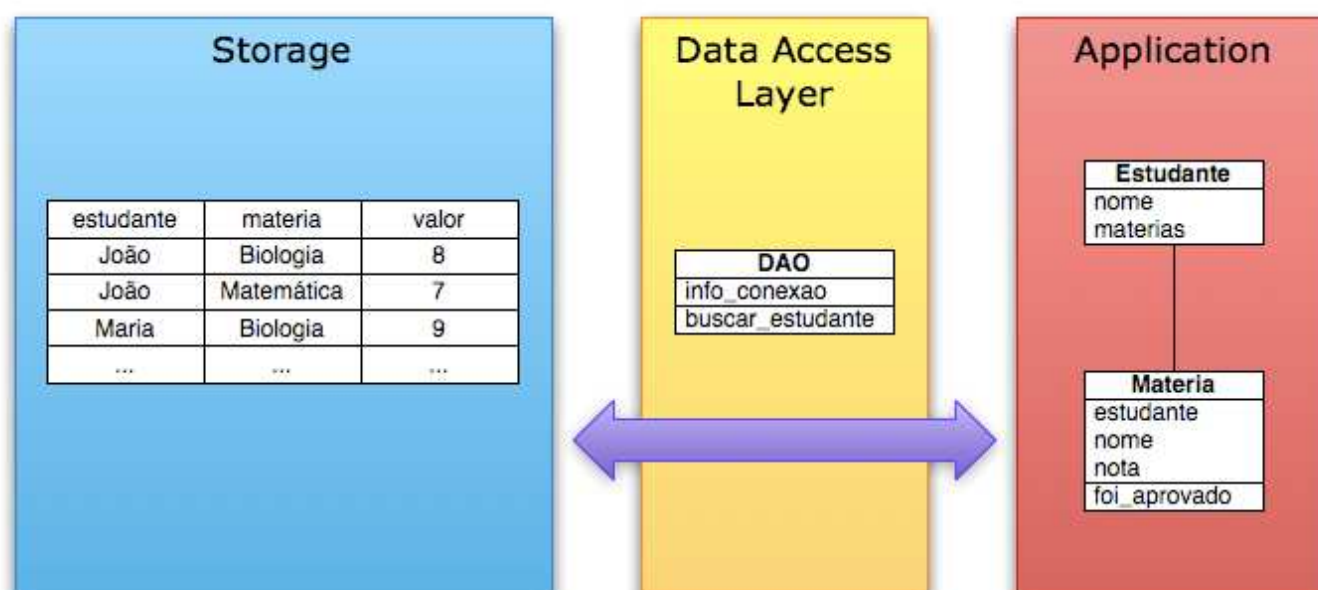 Storage
estudante materia valor
João Biologia 8
João Matemática 7
Maria Biologia 9
... ... ...
Data Access
Layer
DAO
info_conexao
buscar_estudante
Application
Estudante
nome
materias
Materia
estudante
nome
nota
foi_aprovado